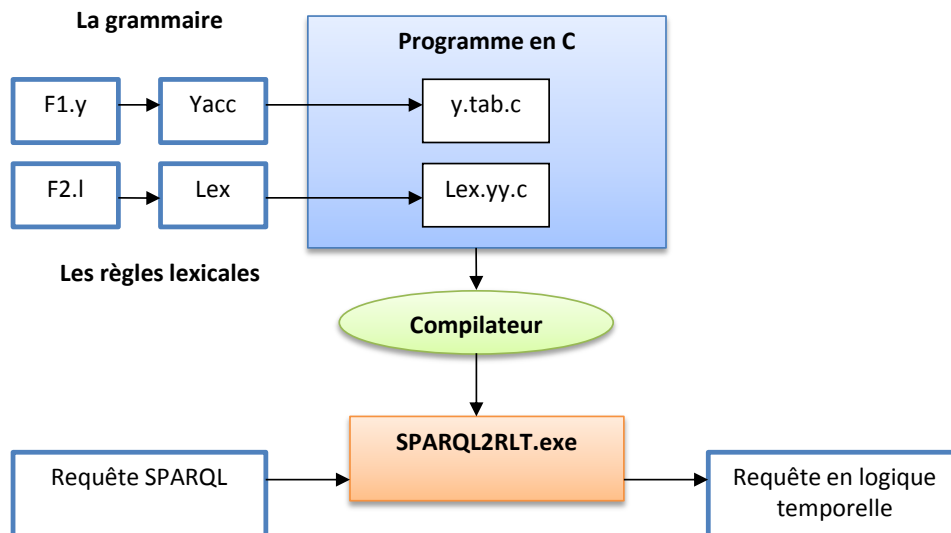 La grammaire
Programme en C
F1.y
Yacc
y.tab.c
F2.l
Lex
Lex.yy.c
Les règles lexicales
Compilateur
SPARQL2RLT.exe
Requête SPARQL
Requête en logique
temporelle